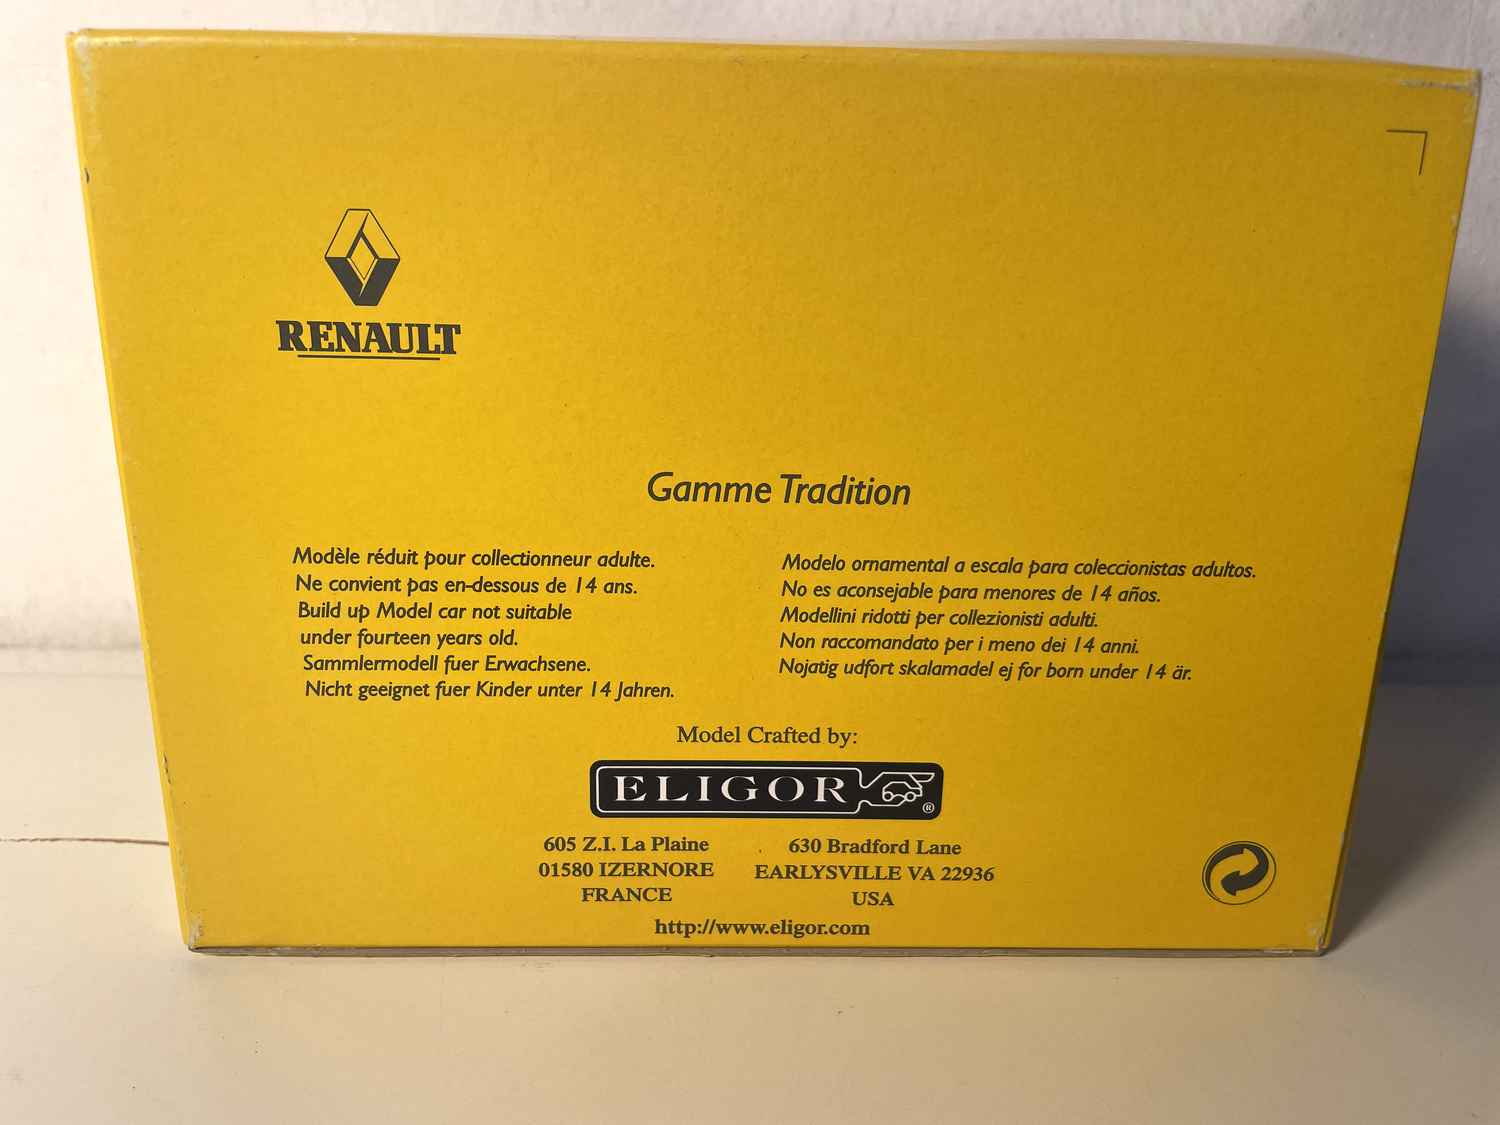 RENAULT
Gamme Tradition
Modèle réduit pour collectionneur adulte.
Ne convient pas en-dessous de 14 ans.
Build up Model car not suitable
under fourteen years old.
Sammlermodell fuer Erwachsene.
Nicht geeignet fuer Kinder unter 14 Jahren.
Modelo ornamental a escala para coleccionistas adultos.
No es aconsejable para menores de 14 años.
Modellini ridotti per collezionisti adulti.
Non raccomandato per i meno dei 14 anni.
Nojatig udfort skalamadel ej for born under 14 är.
Model Crafted by:
ELIGOR ®
605 Z.I. La Plaine
01580 IZERNORE
FRANCE
630 Bradford Lane
EARLYSVILLE VA 22936
USA
http://www.eligor.com